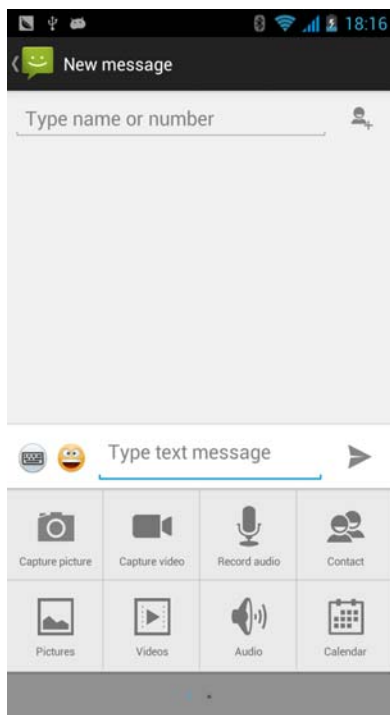 18:16
New message
Type name or number
Type text message
Capture picture Capture video Record audio Contact
Pictures Videos Audio Calendar